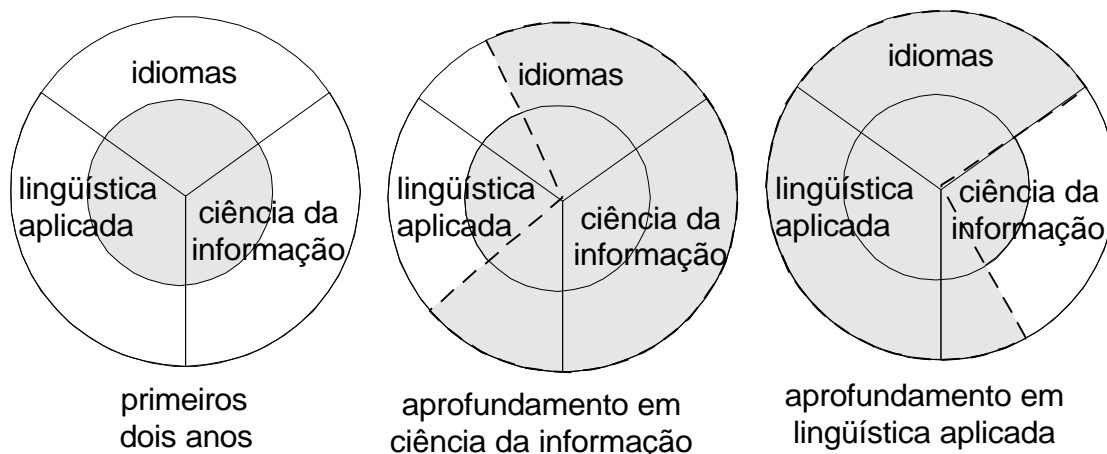 idiomas
lingüística
aplicada
ciência da
informação
primeiros
dois anos
idiomas
lingüística
aplicada
ciência da
informação
aprofundamento em
ciência da informação
idiomas
lingüística
aplicada
ciência da
informação
aprofundamento em
lingüística aplicada